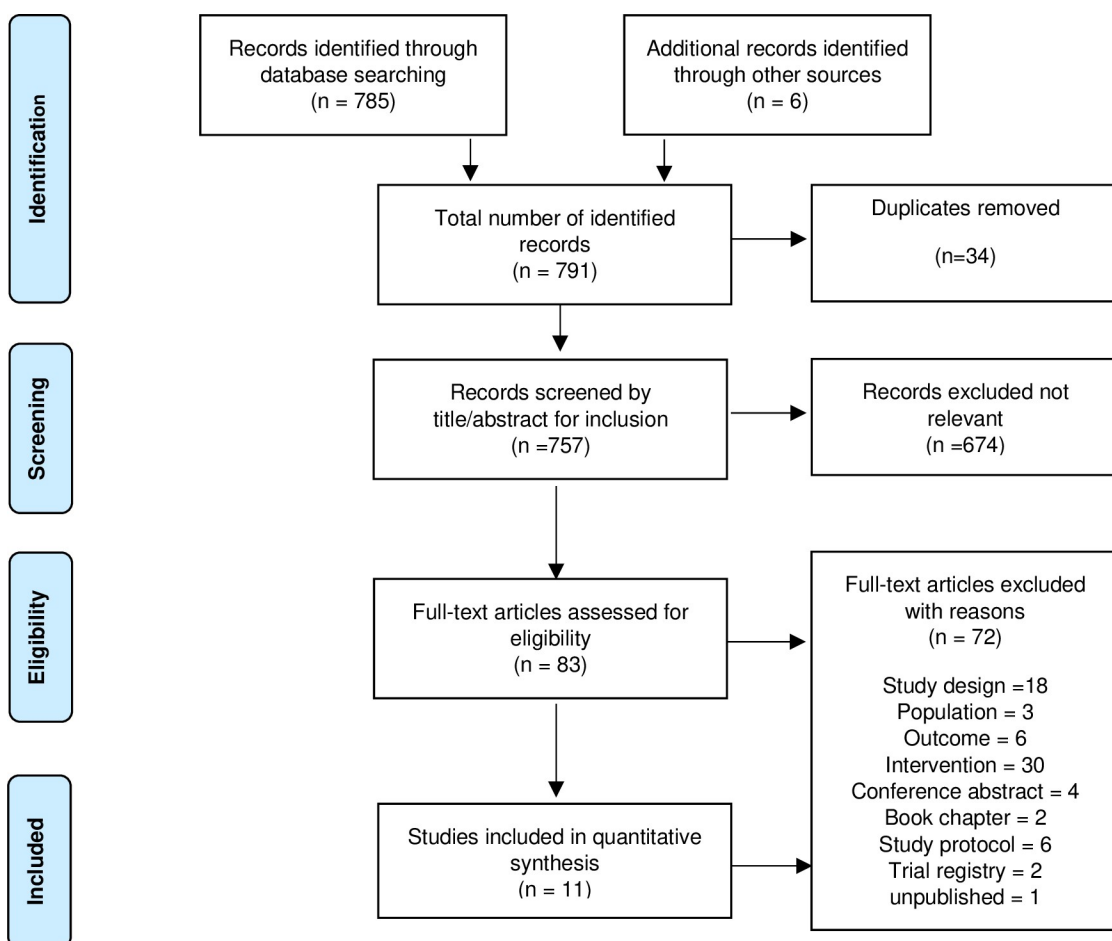 Identification
Records identified through
database searching
(n = 785)
Additional records identified
through other sources
(n = 6)
Total number of identified
records
(n = 791)
Duplicates removed
(n=34)
Screening
Records screened by
title/abstract for inclusion
(n =757)
Records excluded not
relevant
(n =674)
Eligibility
Full-text articles assessed for
eligibility
(n = 83)
Full-text articles excluded
with reasons
(n = 72)
Study design =18
Population = 3
Outcome = 6
Intervention = 30
Conference abstract = 4
Book chapter = 2
Study protocol = 6
Trial registry = 2
unpublished = 1
Included
Studies included in quantitative
synthesis
(n = 11)